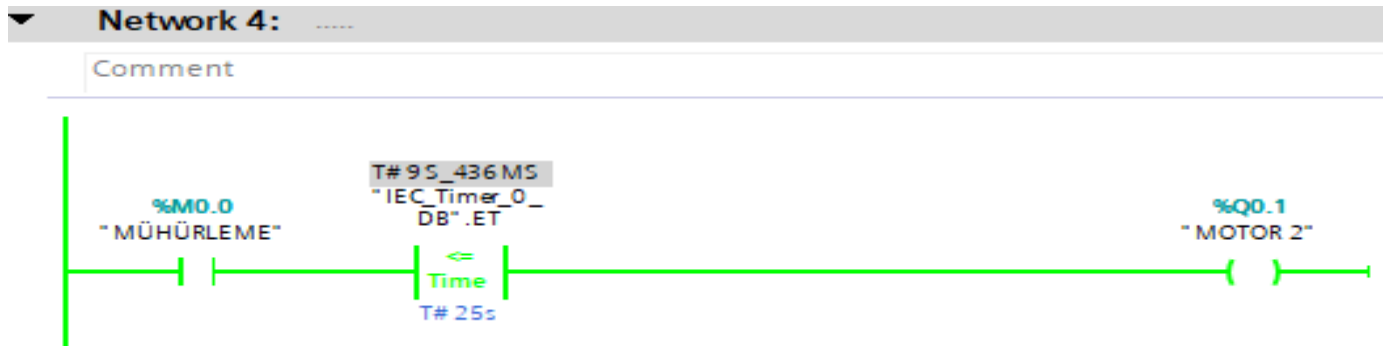 Network 4: .....
Comment
T#9S_436MS
"IEC_Timer_0_
DB".ET
%M0.0
"MÜHÜRLEME"
%Q0.1
"MOTOR 2"
<=
Time
T#25s